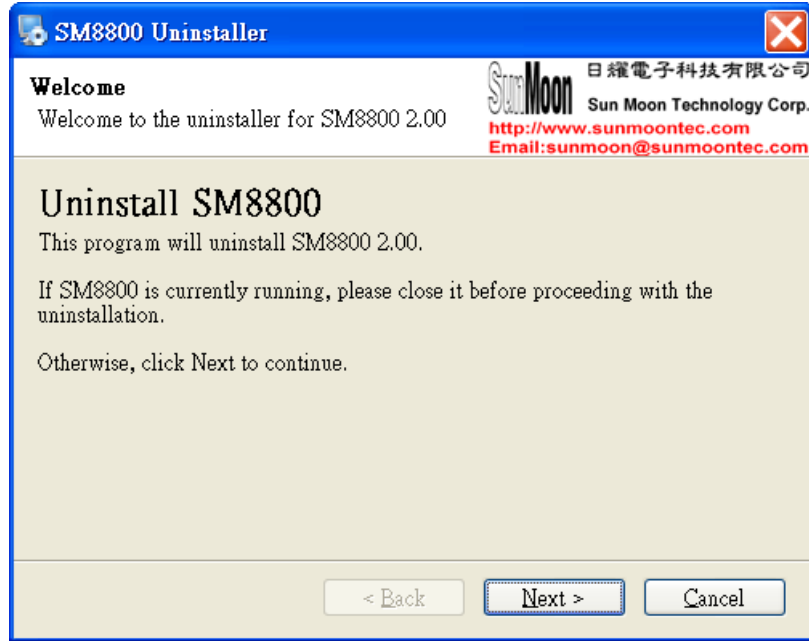 SM8800 Uninstaller
Welcome
Welcome to the uninstaller for SM8800 2.00
SunMoon
日耀電子科技有限公司
Sun Moon Technology Corp.
http://www.sunmoontec.com
Email:sunmoon@sunmoontec.com
Uninstall SM8800
This program will uninstall SM8800 2.00.
If SM8800 is currently running, please close it before proceeding with the
uninstallation.
Otherwise, click Next to continue.
< Back
Next >
Cancel